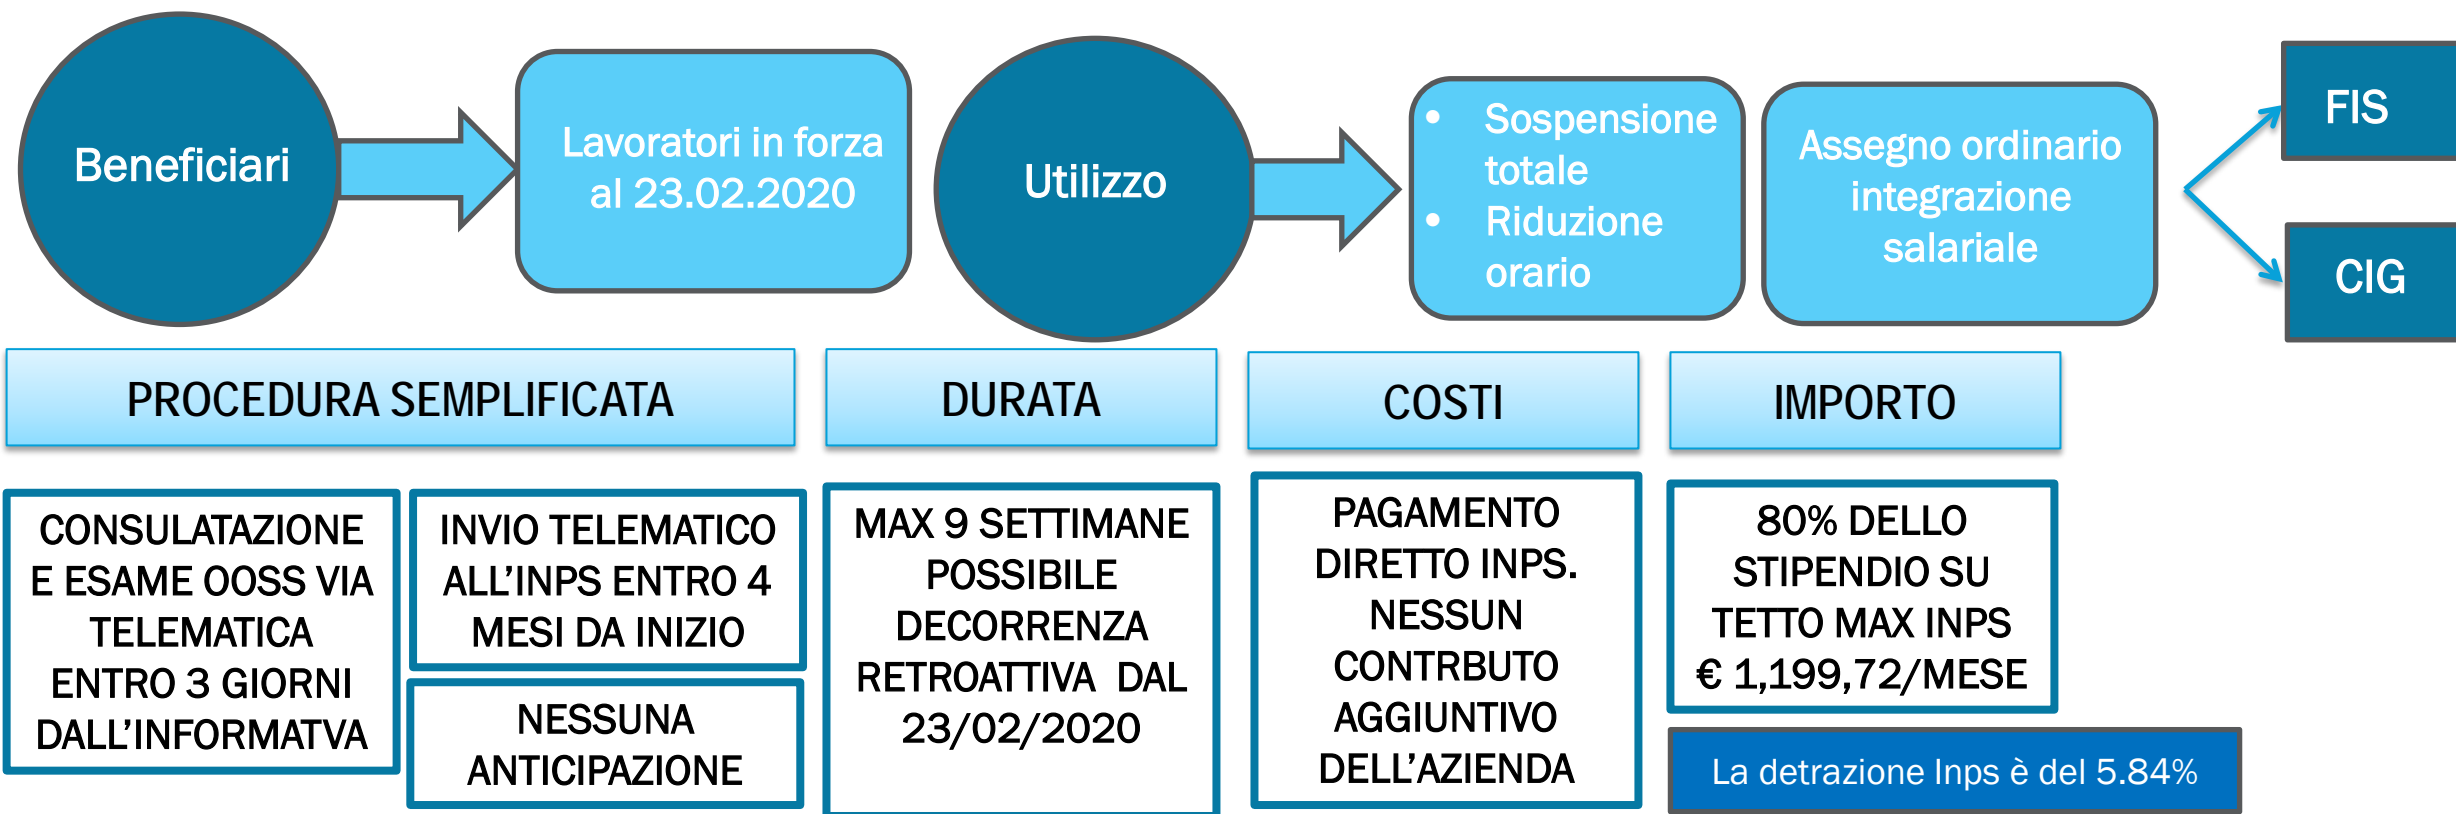 Beneficiari
Lavoratori in forza
al 23.02.2020
Utilizzo
• Sospensione
totale
• Riduzione
orario
Assegno ordinario
integrazione
salariale
FIS
CIG
PROCEDURA SEMPLIFICATA
DURATA
COSTI
IMPORTO
CONSULATAZIONE
E ESAME OOSS VIA
TELEMATICA
ENTRO 3 GIORNI
DALL'INFORMATVA
INVIO TELEMATICO
ALL'INPS ENTRO 4
MESI DA INIZIO
NESSUNA
ANTICIPAZIONE
MAX 9 SETTIMANE
POSSIBILE
DECORRENZA
RETROATTIVA DAL
23/02/2020
PAGAMENTO
DIRETTO INPS.
NESSUN
CONTRBUTO
AGGIUNTIVO
DELL'AZIENDA
80% DELLO
STIPENDIO SU
TETTO MAX INPS
€ 1,199,72/MESE
La detrazione Inps è del 5.84%